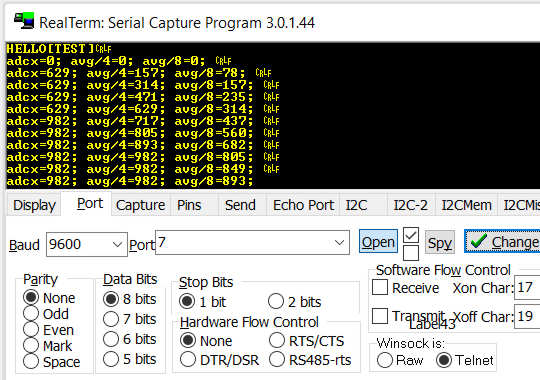 RealTerm: Serial Capture Program 3.0.1.44
HELLO[TEST]CRLF
adcx=0; avg/4=0; avg/8=0; CRLF
adcx=629; avg/4=157; avg/8=78; CRLF
adcx=629; avg/4=314; avg/8=157; CRLF
adcx=629; avg/4=471; avg/8=235; CRLF
adcx=629; avg/4=629; avg/8=314; CRLF
adcx=982; avg/4=717; avg/8=437; CRLF
adcx=982; avg/4=805; avg/8=560; CRLF
adcx=982; avg/4=893; avg/8=682; CRLF
adcx=982; avg/4=982; avg/8=805; CRLF
adcx=982; avg/4=982; avg/8=849; CRLF
adcx=982; avg/4=982; avg/8=893;
Display Port Capture Pins Send Echo Port I2C I2C-2 I2CMem I2CMis
Baud 9600 Port 7 Open Spy Change
Parity
None
Odd
Even
Mark
Space
Data Bits
8 bits
7 bits
6 bits
5 bits
Stop Bits
1 bit 2 bits
Hardware Flow Control
None RTS/CTS
DTR/DSR RS485-rts
Software Flow Control
Receive Xon Char: 17
Transmit Xoff Char: 19
Label43
Winsock is:
Raw Telnet